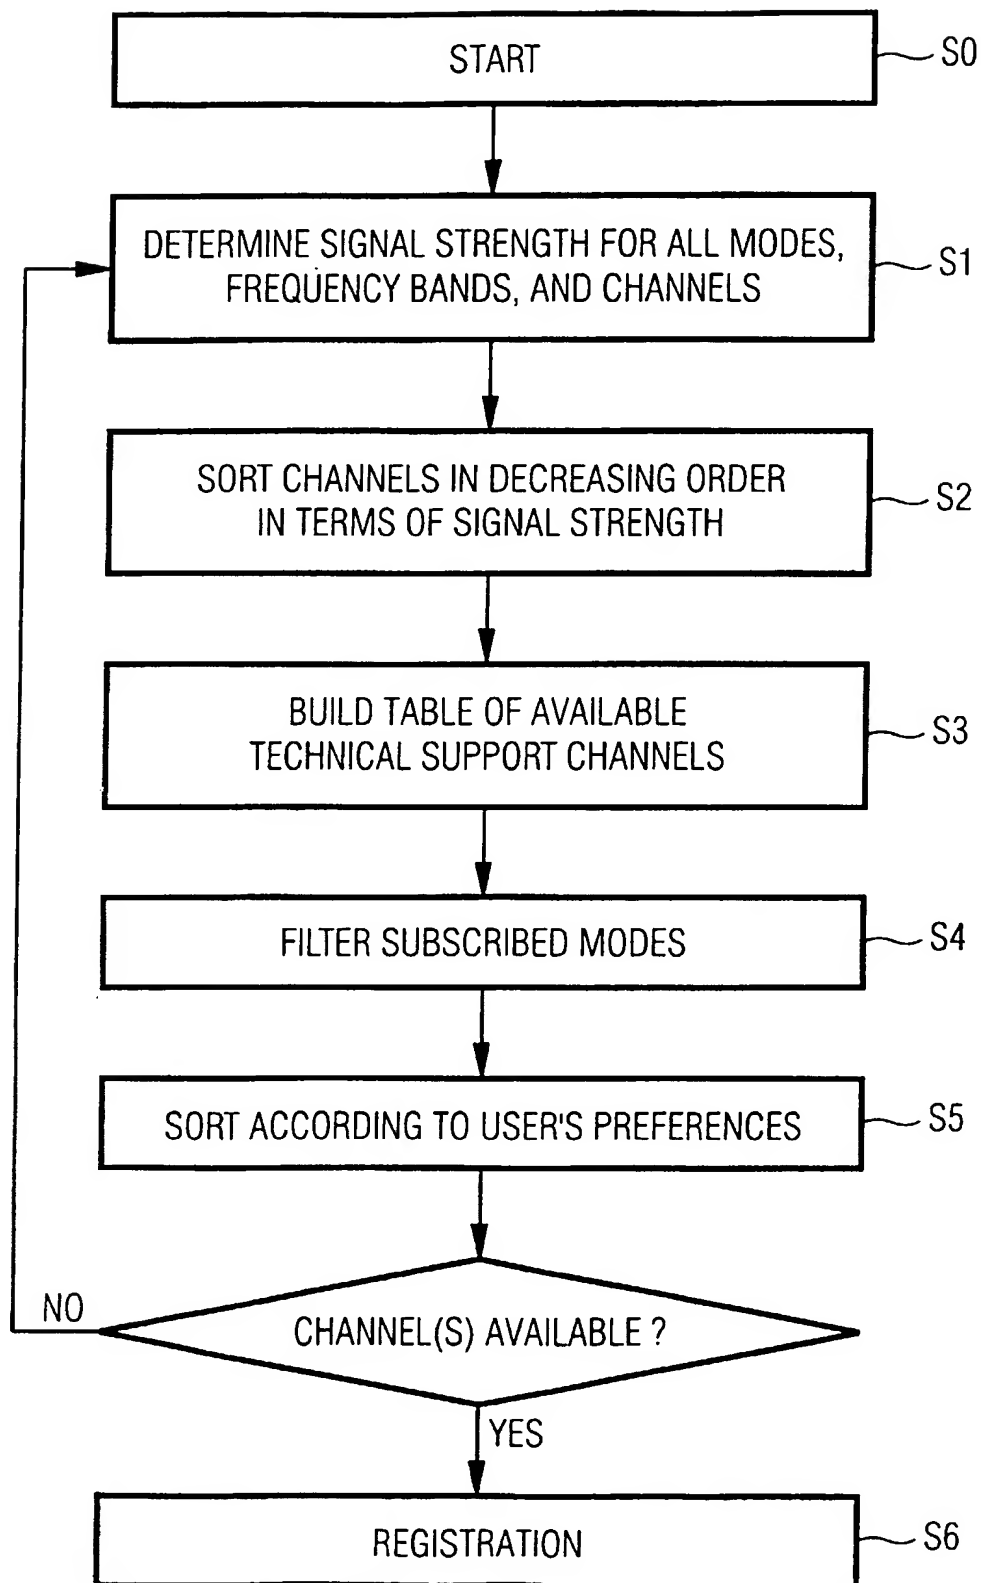 START
S0
DETERMINE SIGNAL STRENGTH FOR ALL MODES,
FREQUENCY BANDS, AND CHANNELS
S1
SORT CHANNELS IN DECREASING ORDER
IN TERMS OF SIGNAL STRENGTH
S2
BUILD TABLE OF AVAILABLE
TECHNICAL SUPPORT CHANNELS
S3
FILTER SUBSCRIBED MODES
S4
SORT ACCORDING TO USER'S PREFERENCES
S5
NO
CHANNEL(S) AVAILABLE ?
YES
REGISTRATION
S6